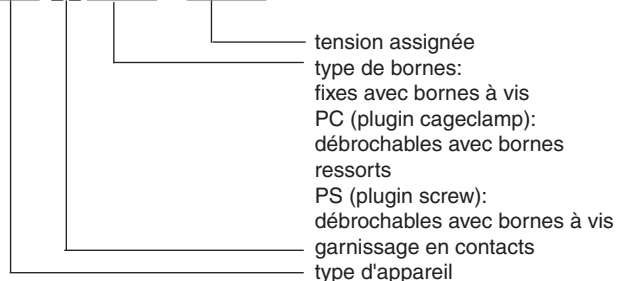 tension assignée
type de bornes:
fixes avec bornes à vis
PC (plugin cageclamp):
débrochables avec bornes
ressorts
PS (plugin screw):
débrochables avec bornes à vis
garnissage en contacts
type d'appareil